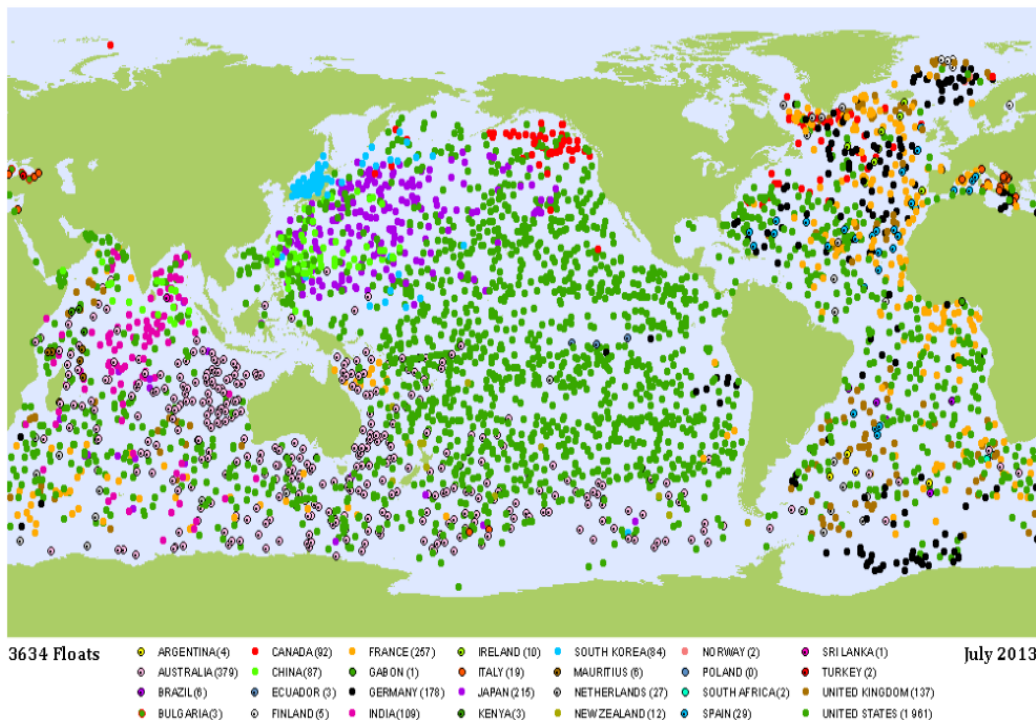 3634 Floats ARGENTINA(4) CANADA(92) FRANCE(257) IRELAND(10) SOUTH KOREA(84) NORWAY(2) SRI LANKA(1) July 2013
AUSTRALIA(379) CHINA(87) GABON(1) ITALY(19) MAURITIUS(6) POLAND(0) TURKEY(2)
BRAZIL(6) ECUADOR(3) GERMANY(178) JAPAN(215) NETHERLANDS(27) SOUTH AFRICA(2) UNITED KINGDOM(137)
BULGARIA(3) FINLAND(5) INDIA(109) KENYA(3) NEW ZEALAND(12) SPAIN(29) UNITED STATES(1961)